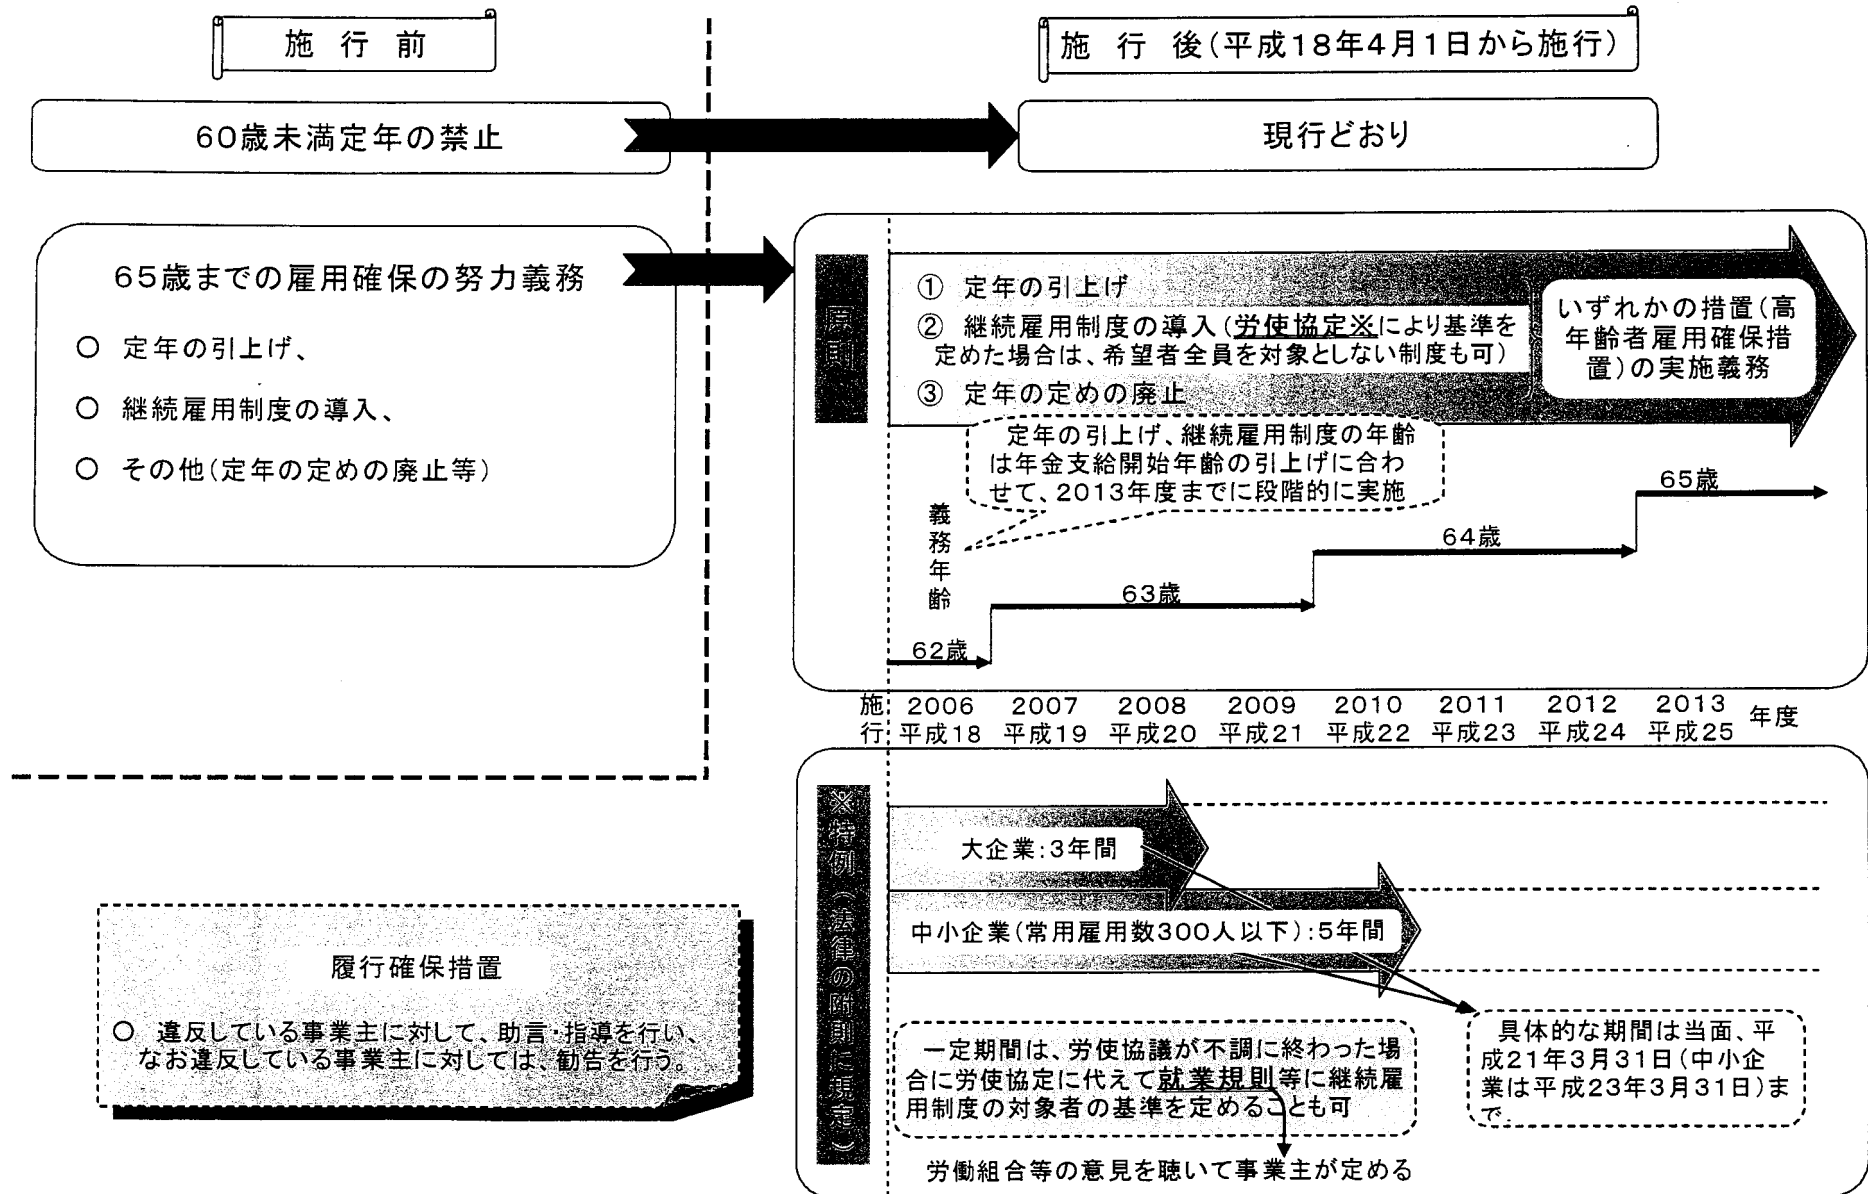 施 行 前
施 行 後(平成18年4月1日から施行)
60歳未満定年の禁止
現行どおり
65歳までの雇用確保の努力義務
○ 定年の引上げ、
○ 継続雇用制度の導入、
○ その他(定年の定めの廃止等)
原則
① 定年の引上げ
② 継続雇用制度の導入(労使協定※により基準を
定めた場合は、希望者全員を対象としない制度も可)
③ 定年の定めの廃止
いずれかの措置(高
年齢者雇用確保措
置)の実施義務
定年の引上げ、継続雇用制度の年齢
は年金支給開始年齢の引上げに合わ
せて、2013年度までに段階的に実施
義務年齢
62歳
63歳
64歳
65歳
施行
2006 2007 2008 2009 2010 2011 2012 2013 年度
平成18 平成19 平成20 平成21 平成22 平成23 平成24 平成25
※特例(法律の附則に規定)
大企業:3年間
中小企業(常用雇用数300人以下):5年間
一定期間は、労使協議が不調に終わった場
合に労使協定に代えて就業規則等に継続雇
用制度の対象者の基準を定めることも可
労働組合等の意見を聴いて事業主が定める
具体的な期間は当面、平
成21年3月31日(中小企
業は平成23年3月31日)ま
で。
履行確保措置
○ 違反している事業主に対して、助言・指導を行い、
なお違反している事業主に対しては、勧告を行う。